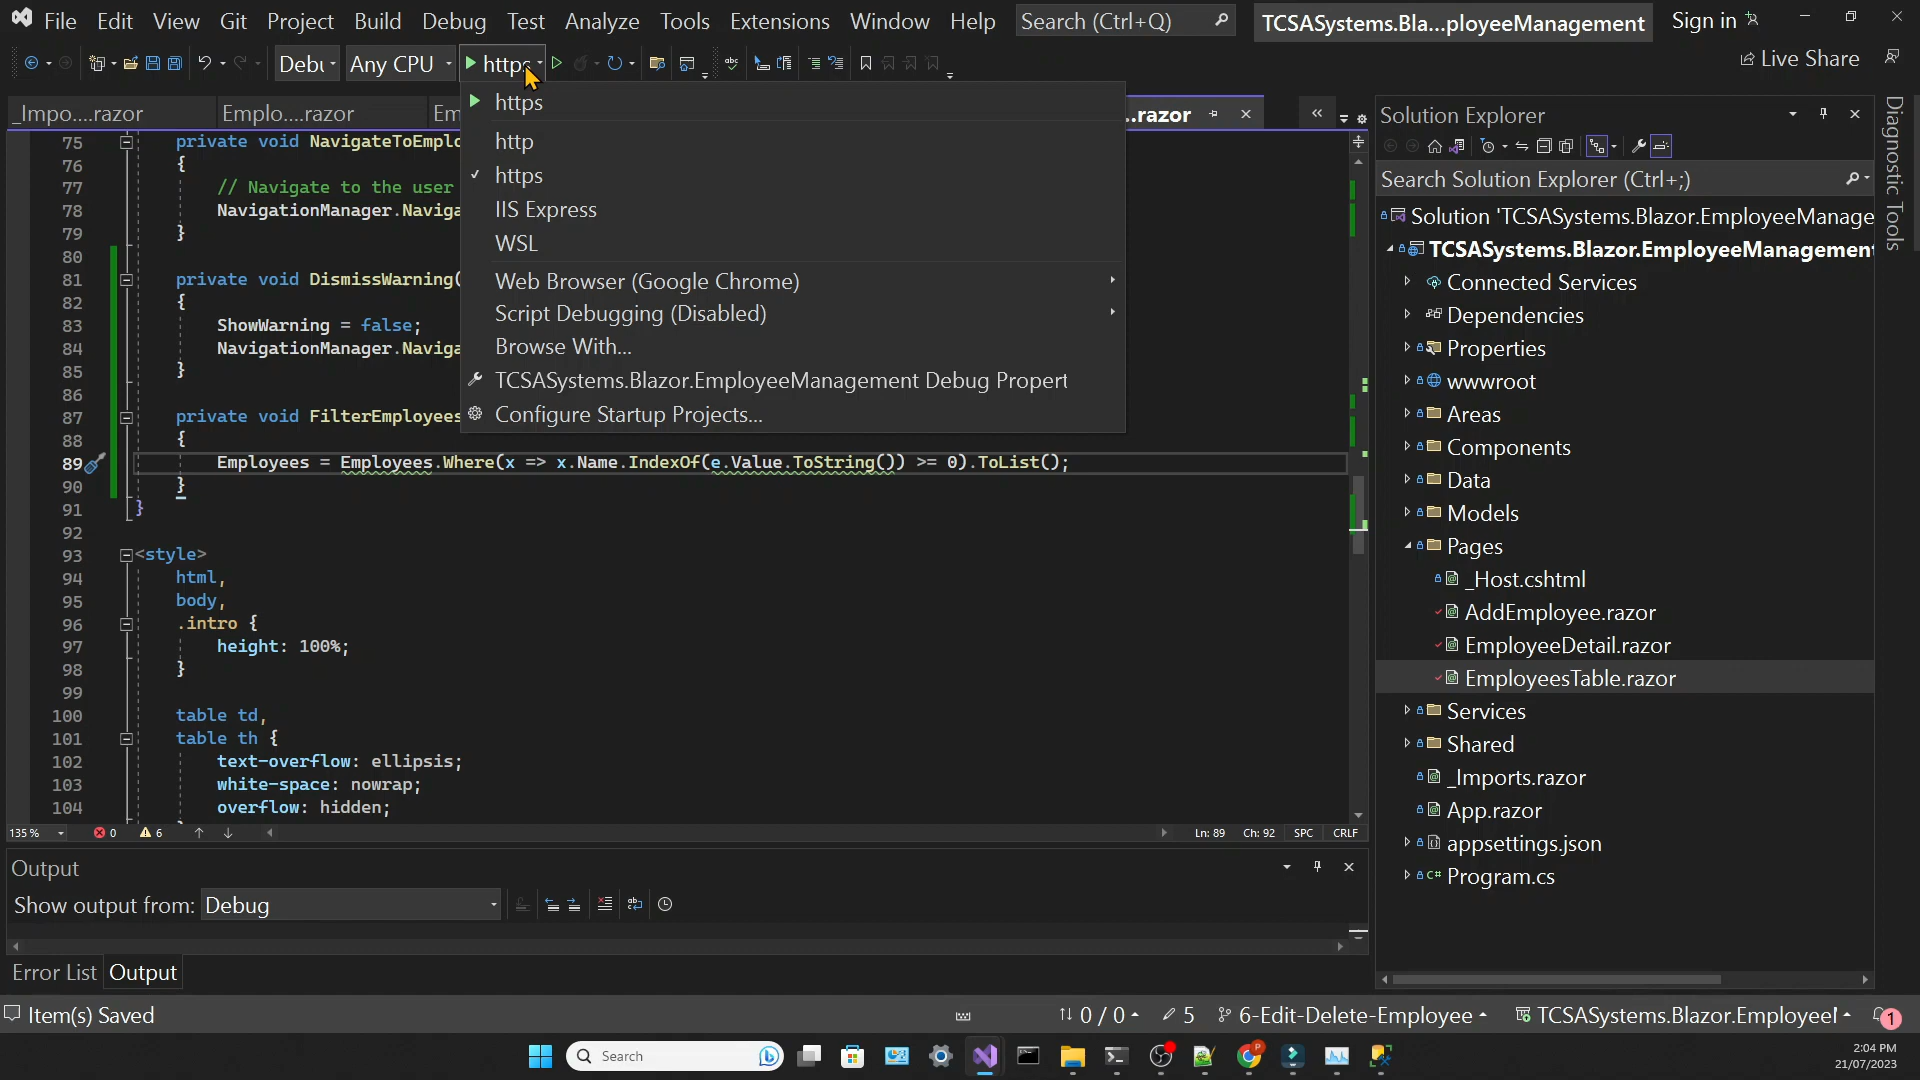 File Edit View Git Project Build Debug Test Analyze Tools Extensions Window Help Search (Ctrl+Q) TCSASystems.Bla...ployeeManagement Sign in
Debu Any CPU https Live Share
_Impo....razor Emplo....razor Em ..razor
https
http
https
IIS Express
WSL
Web Browser (Google Chrome)
Script Debugging (Disabled)
Browse With...
TCSASystems.Blazor.EmployeeManagement Debug Propert
Configure Startup Projects...
75 private void NavigateToEmplo
76 {
77 // Navigate to the user
78 NavigationManager.Naviga
79 }
80
81 private void DismissWarning(
82 {
83 ShowWarning = false;
84 NavigationManager.Naviga
85 }
86
87 private void FilterEmployees
88 {
89 Employees = Employees.Where(x => x.Name.IndexOf(e.Value.ToString()) >= 0).ToList();
90 }
91 }
92
93 <style>
94 html,
95 body,
96 .intro {
97 height: 100%;
98 }
99
100 table td,
101 table th {
102 text-overflow: ellipsis;
103 white-space: nowrap;
104 overflow: hidden;
135 % 0 6 Ln: 89 Ch: 92 SPC CRLF
Output
Show output from: Debug
Error List Output
Solution Explorer
Search Solution Explorer (Ctrl+;)
Solution 'TCSASystems.Blazor.EmployeeManage
TCSASystems.Blazor.EmployeeManagement
Connected Services
Dependencies
Properties
wwwroot
Areas
Components
Data
Models
Pages
_Host.cshtml
AddEmployee.razor
EmployeeDetail.razor
EmployeesTable.razor
Services
Shared
_Imports.razor
App.razor
appsettings.json
C# Program.cs
Diagnostic Tools
Item(s) Saved 0 / 0 5 6-Edit-Delete-Employee TCSASystems.Blazor.Employee 1
Search
2:04 PM
21/07/2023